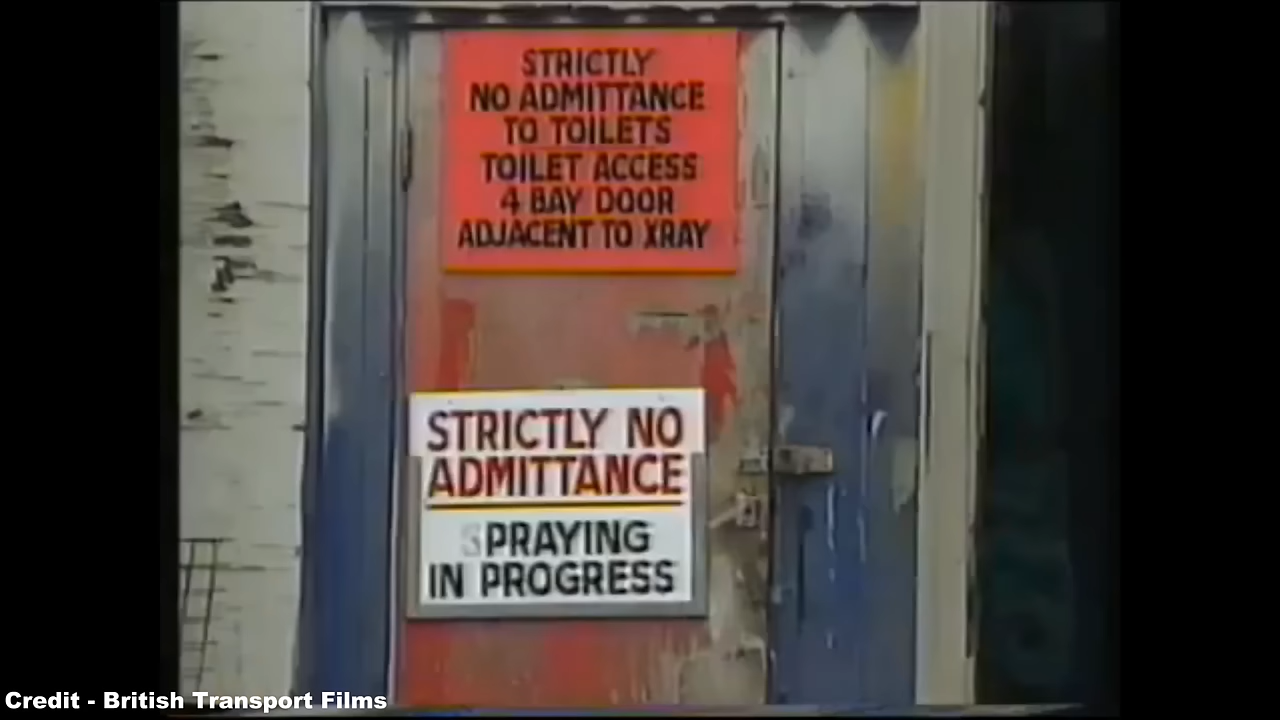 STRICTLY
NO ADMITTANCE
TO TOILETS
TOILET ACCESS
4 BAY DOOR
ADJACENT TO XRAY
STRICTLY NO
ADMITTANCE
SPRAYING
IN PROGRESS
Credit - British Transport Films